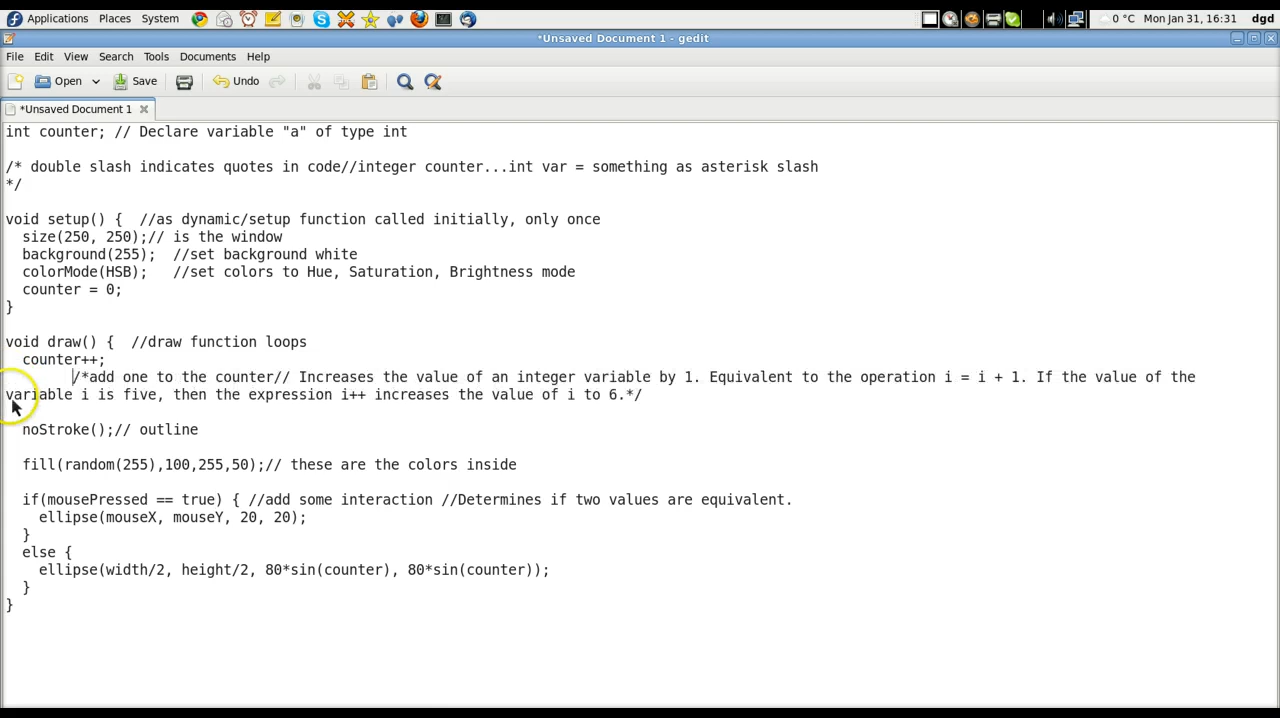 Applications Places System 0 °C Mon Jan 31, 16:31 dgd
*Unsaved Document 1 - gedit
File Edit View Search Tools Documents Help
Open Save Undo
*Unsaved Document 1
int counter; // Declare variable "a" of type int
/* double slash indicates quotes in code//integer counter...int var = something as asterisk slash
*/
void setup() {  //as dynamic/setup function called initially, only once
  size(250, 250);// is the window
  background(255);  //set background white
  colorMode(HSB);   //set colors to Hue, Saturation, Brightness mode
  counter = 0;
}
void draw() {  //draw function loops
  counter++;
        /*add one to the counter// Increases the value of an integer variable by 1. Equivalent to the operation i = i + 1. If the value of the
variable i is five, then the expression i++ increases the value of i to 6.*/
  noStroke();// outline
  fill(random(255),100,255,50);// these are the colors inside
  if(mousePressed == true) { //add some interaction //Determines if two values are equivalent.
    ellipse(mouseX, mouseY, 20, 20);
  }
  else {
    ellipse(width/2, height/2, 80*sin(counter), 80*sin(counter));
  }
}